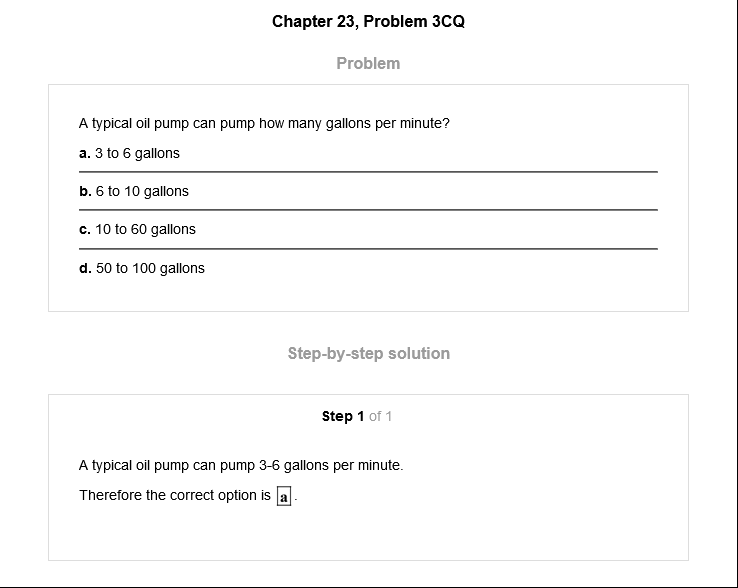 Chapter 23, Problem 3CQ
Problem
A typical oil pump can pump how many gallons per minute?
a. 3 to 6 gallons
b. 6 to 10 gallons
c. 10 to 60 gallons
d. 50 to 100 gallons
Step-by-step solution
Step 1 of 1
A typical oil pump can pump 3-6 gallons per minute.
Therefore the correct option is a .